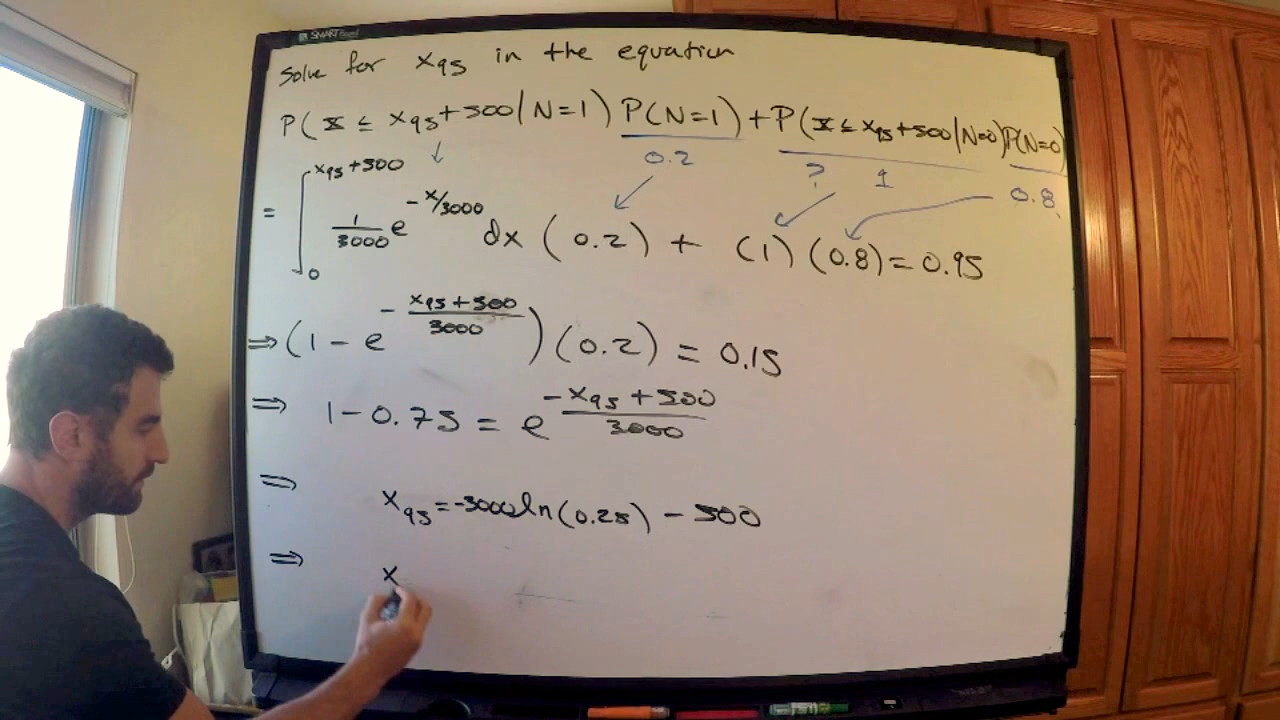 SMART Board
Solve for x₉₅ in the equation
P(X ≤ x₉₅+500|N=1) P(N=1) + P(X ≤ x₉₅+500|N=0)P(N=0)
0.2 ? 1 0.8
= ∫₀^(x₉₅+500) 1/3000 e^(-x/3000) dx (0.2) + (1)(0.8) = 0.95
⇒ (1 - e^(-(x₉₅+500)/3000)) (0.2) = 0.15
⇒ 1-0.75 = e^(-(x₉₅+500)/3000)
⇒ x₉₅ = -3000 ln(0.25) - 500
⇒ x